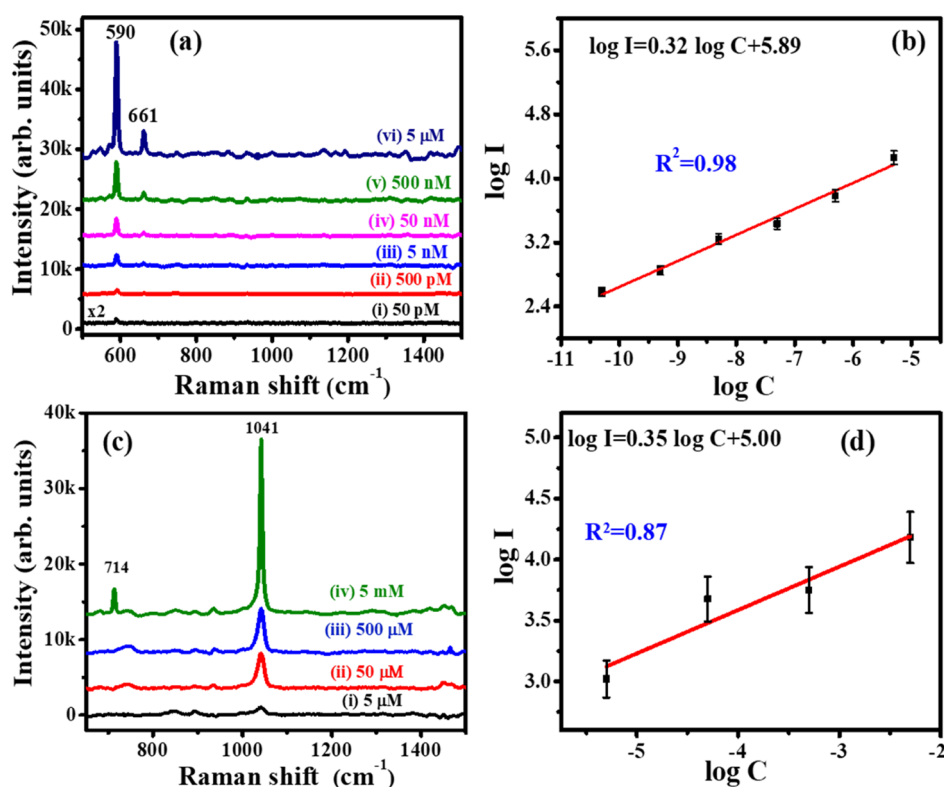 (a)
590
661
(vi) 5 μM
(v) 500 nM
(iv) 50 nM
(iii) 5 nM
(ii) 500 pM
x2
(i) 50 pM
50k
40k
30k
20k
10k
0
Intensity (arb. units)
600 800 1000 1200 1400
Raman shift (cm⁻¹)
(b)
log I=0.32 log C+5.89
R²=0.98
5.6
4.8
4.0
3.2
2.4
log I
-11 -10 -9 -8 -7 -6 -5
log C
(c)
1041
714
(iv) 5 mM
(iii) 500 μM
(ii) 50 μM
(i) 5 μM
40k
30k
20k
10k
0
Intensity (arb. units)
800 1000 1200 1400
Raman shift (cm⁻¹)
(d)
log I=0.35 log C+5.00
R²=0.87
5.0
4.5
4.0
3.5
3.0
log I
-5 -4 -3 -2
log C